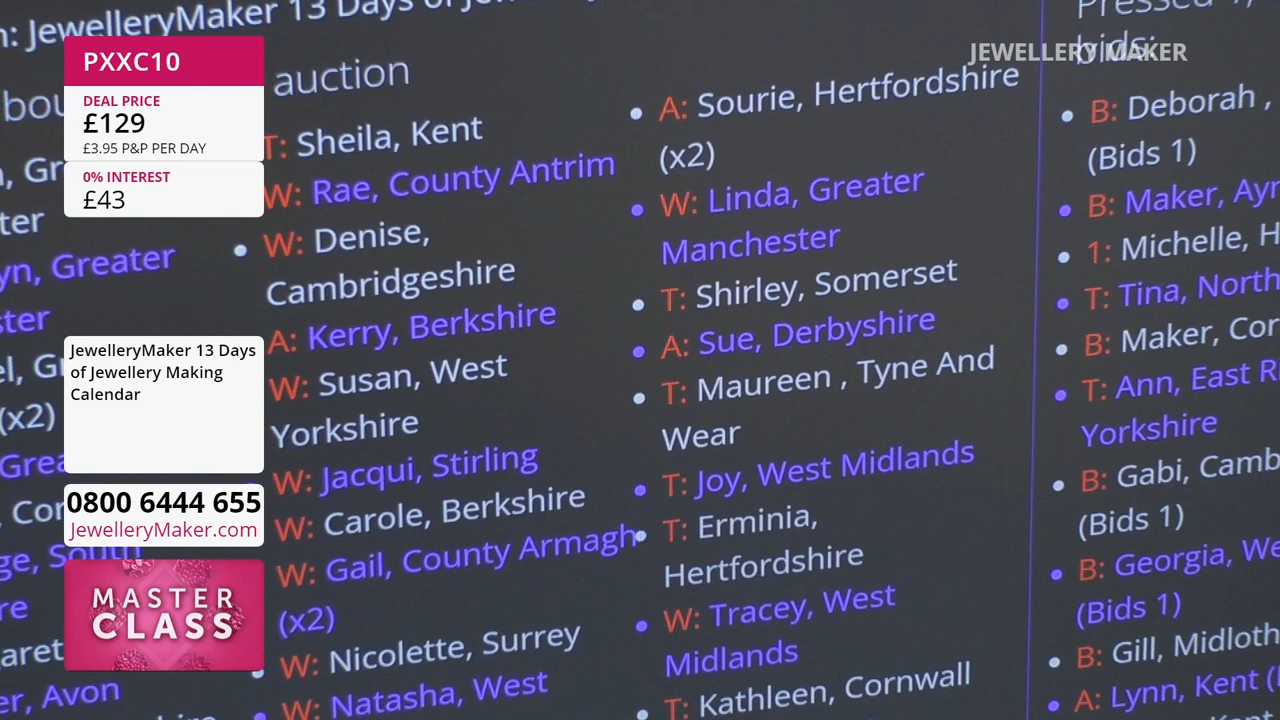 n: JewelleryMaker 13 Days of
PXXC10
DEAL PRICE
£129
£3.95 P&P PER DAY
0% INTEREST
£43
JewelleryMaker 13 Days
of Jewellery Making
Calendar
0800 6444 655
JewelleryMaker.com
MASTER
CLASS
JEWELLERY MAKER
auction
T: Sheila, Kent
W: Rae, County Antrim
W: Denise,
Cambridgeshire
A: Kerry, Berkshire
W: Susan, West
Yorkshire
W: Jacqui, Stirling
W: Carole, Berkshire
W: Gail, County Armagh
(x2)
W: Nicolette, Surrey
W: Natasha, West
A: Sourie, Hertfordshire
(x2)
W: Linda, Greater
Manchester
T: Shirley, Somerset
A: Sue, Derbyshire
T: Maureen , Tyne And
Wear
T: Joy, West Midlands
T: Erminia,
Hertfordshire
W: Tracey, West
Midlands
T: Kathleen, Cornwall
bids:
B: Deborah ,
(Bids 1)
B: Maker, Ayr
1: Michelle, H
T: Tina, North
B: Maker, Cor
T: Ann, East R
Yorkshire
B: Gabi, Camb
(Bids 1)
B: Georgia, We
(Bids 1)
B: Gill, Midloth
A: Lynn, Kent (
yn, Greater
ster
(x2)
er, Avon